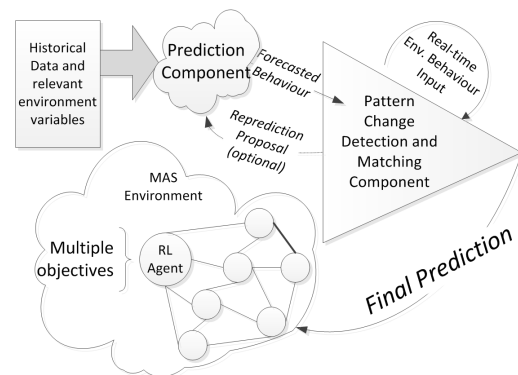 Historical
Data and
relevant
environment
variables
Prediction
Component
Forecasted
Behaviour
Real-time
Env. Behaviour
Input
Pattern
Change
Detection and
Matching
Component
Reprediction
Proposal
(optional)
MAS
Environment
Multiple
objectives
RL
Agent
Final Prediction